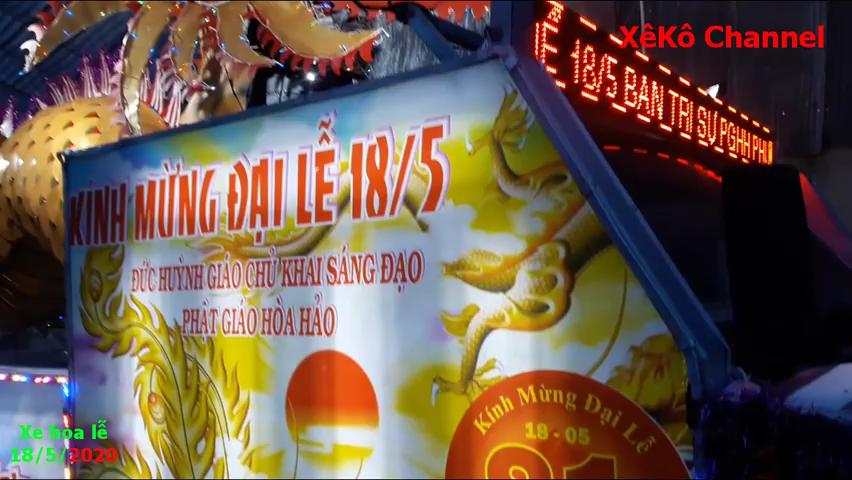 XêKô Channel
LỄ 18/5 BAN TRỊ SỰ PGHH PHÚ
KÍNH MỪNG ĐẠI LỄ 18/5
ĐỨC HUỲNH GIÁO CHỦ KHAI SÁNG ĐẠO
PHẬT GIÁO HÒA HẢO
Kính Mừng Đại Lễ
18-05
81
Xe hoa lễ
18/5/2020